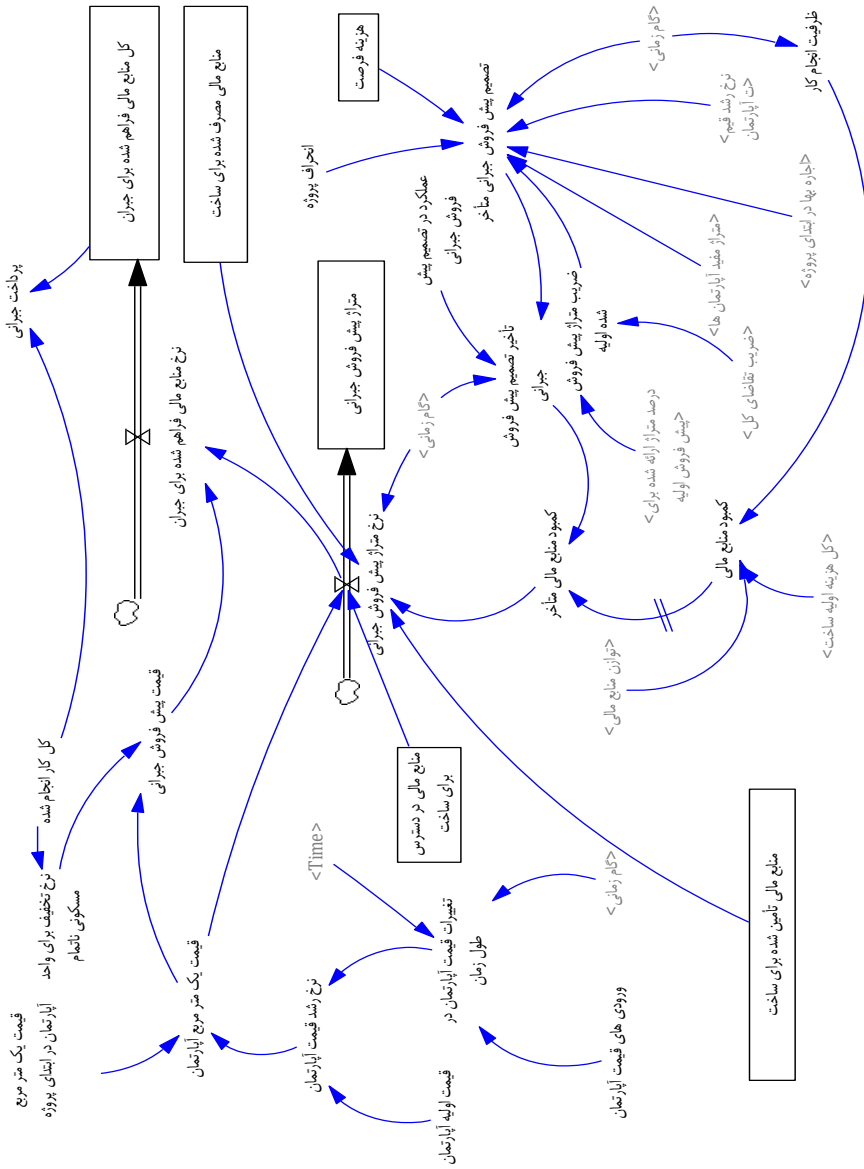 کل منابع مالی فراهم شده برای جبران
منابع مالی مصرف شده برای ساخت
هزینه فرصت
تصمیم پیش فروش جبرانی متأخر
<گام زمانی>
ظرفیت انجام کار
<نرخ رشد قیم
ت آپارتمان>
انحراف پروژه
عملکرد در تصمیم پیش
فروش جبرانی
<اجاره بها در ابتدای پروژه>
<متراژ مفید آپارتمان ها>
پرداخت جبرانی
متراژ پیش فروش جبرانی
ضریب متراژ پیش فروش
شده اولیه
تأخیر تصمیم پیش فروش
جبرانی
<ضریب تقاضای کل>
نرخ منابع مالی فراهم شده برای جبران
<گام زمانی>
درصد متراژ ارائه شده برای>
<پیش فروش اولیه
نرخ متراژ پیش فروش جبرانی
کمبود منابع مالی متأخر
کمبود منابع مالی
<کل هزینه اولیه ساخت>
<توازن منابع مالی>
قیمت پیش فروش جبرانی
کل کار انجام شده
منابع مالی در دسترس
برای ساخت
نرخ تخفیف برای واحد
مسکونی ناتمام
<Time>
<گام زمانی>
منابع مالی تأمین شده برای ساخت
قیمت یک متر مربع آپارتمان
تغییرات قیمت آپارتمان در
طول زمان
نرخ رشد قیمت آپارتمان
قیمت یک متر مربع
آپارتمان در ابتدای پروژه
ورودی های قیمت آپارتمان
قیمت اولیه آپارتمان